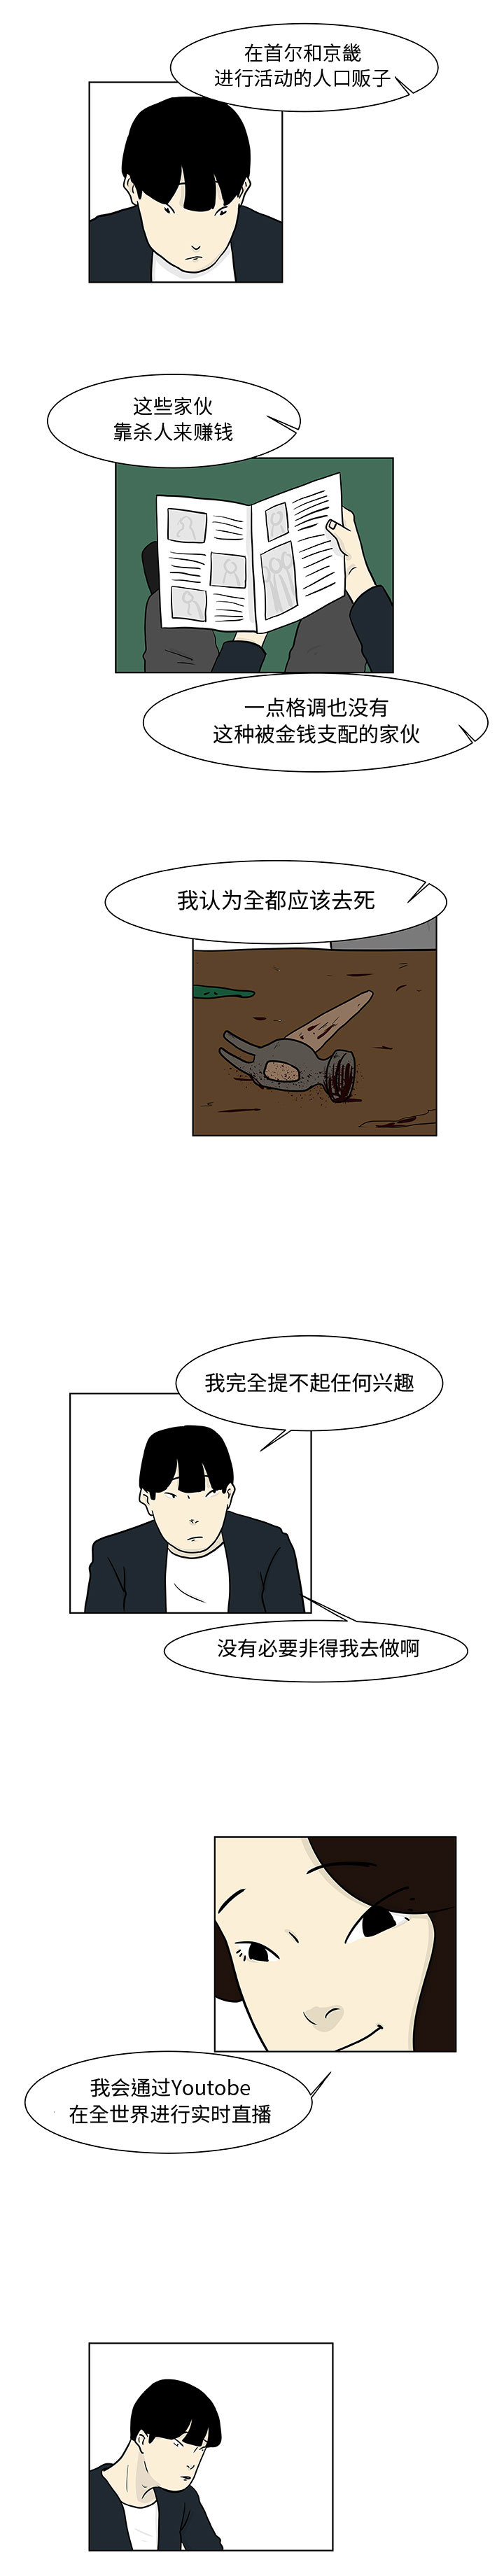 在首尔和京畿
进行活动的人口贩子
这些家伙
靠杀人来赚钱
一点格调也没有
这种被金钱支配的家伙
我认为全都应该去死
我完全提不起任何兴趣
没有必要非得我去做啊
我会通过Youtobe
在全世界进行实时直播